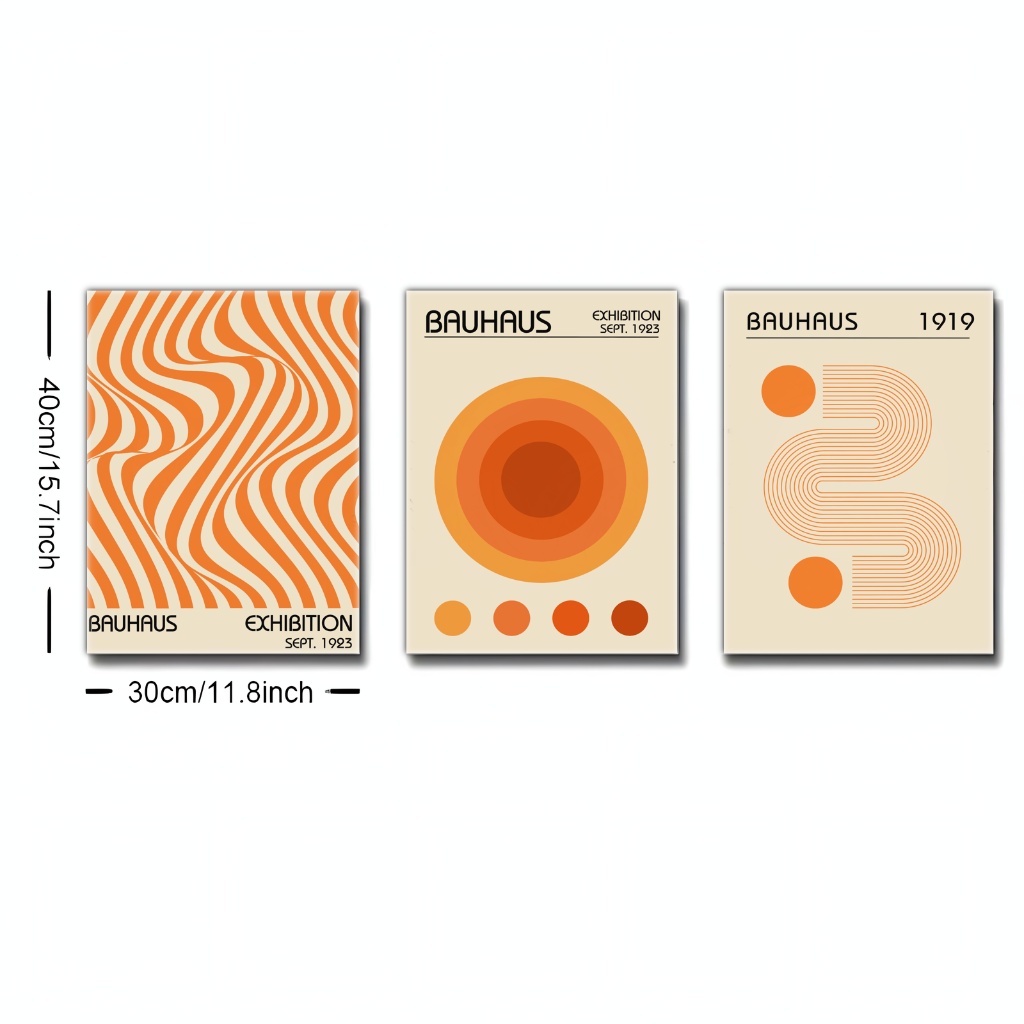 40cm/15.7inch
BAUHAUS EXHIBITION
SEPT. 1923
30cm/11.8inch
BAUHAUS EXHIBITION
SEPT. 1923
BAUHAUS 1919